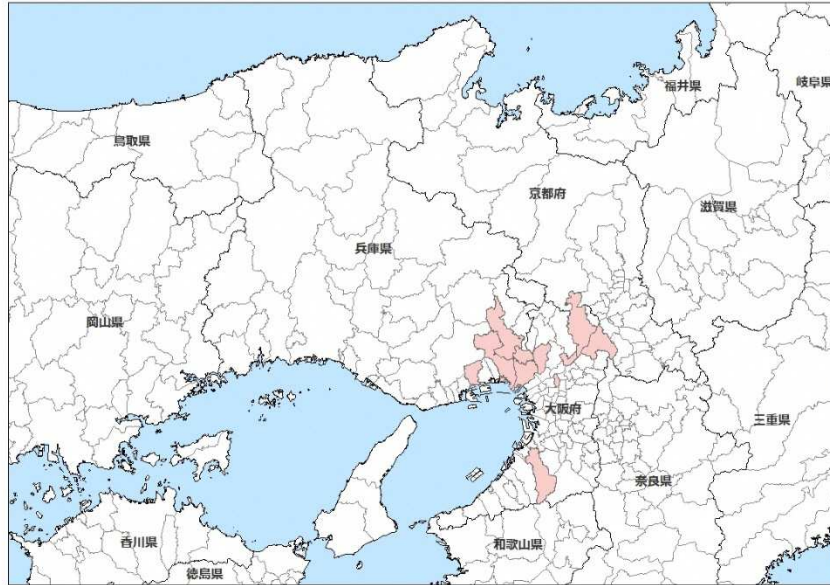 福井県
岐阜県
鳥取県
京都府
滋賀県
兵庫県
岡山県
大阪府
三重県
奈良県
香川県
和歌山県
徳島県